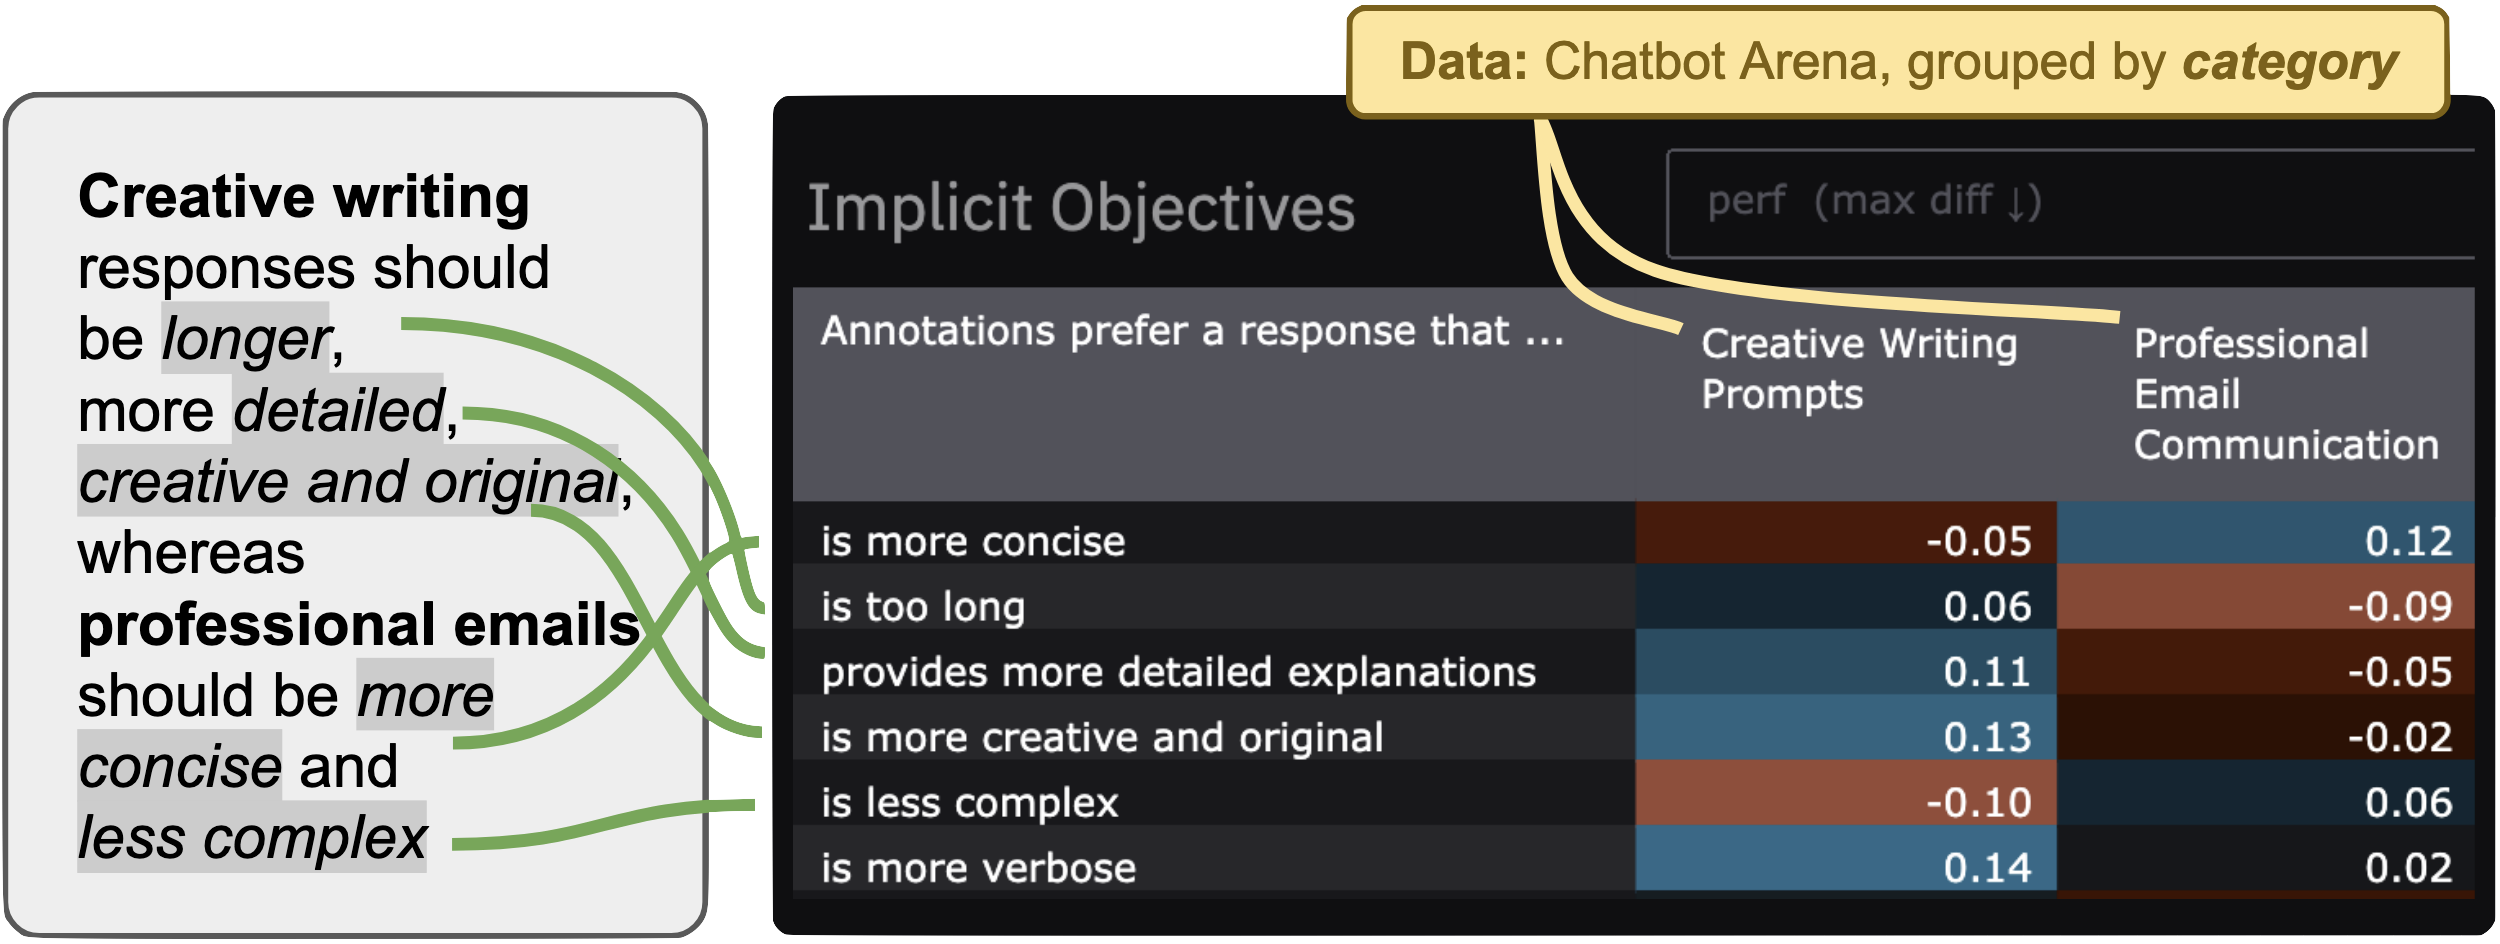 Data: Chatbot Arena, grouped by category
Creative writing
responses should
be longer,
more detailed,
creative and original,
whereas
professional emails
should be more
concise and
less complex
Implicit Objectives
perf (max diff ↓)
Annotations prefer a response that ...
Creative Writing
Prompts
Professional
Email
Communication
is more concise -0.05 0.12
is too long 0.06 -0.09
provides more detailed explanations 0.11 -0.05
is more creative and original 0.13 -0.02
is less complex -0.10 0.06
is more verbose 0.14 0.02